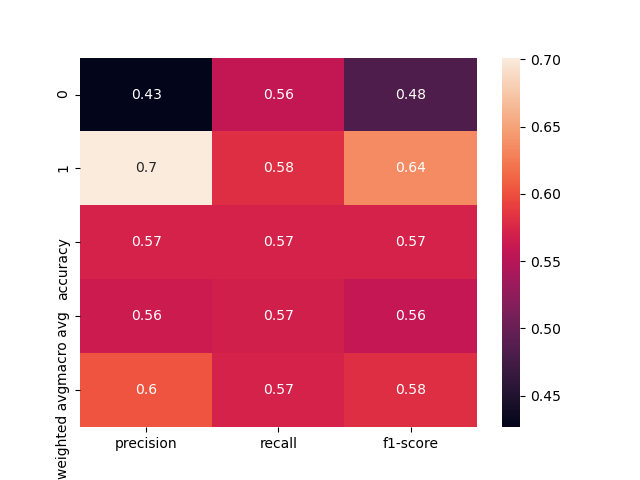 0 0.43 0.56 0.48
1 0.7 0.58 0.64
accuracy 0.57 0.57 0.57
macro avg 0.56 0.57 0.56
weighted avg 0.6 0.57 0.58
precision recall f1-score
0.70
0.65
0.60
0.55
0.50
0.45